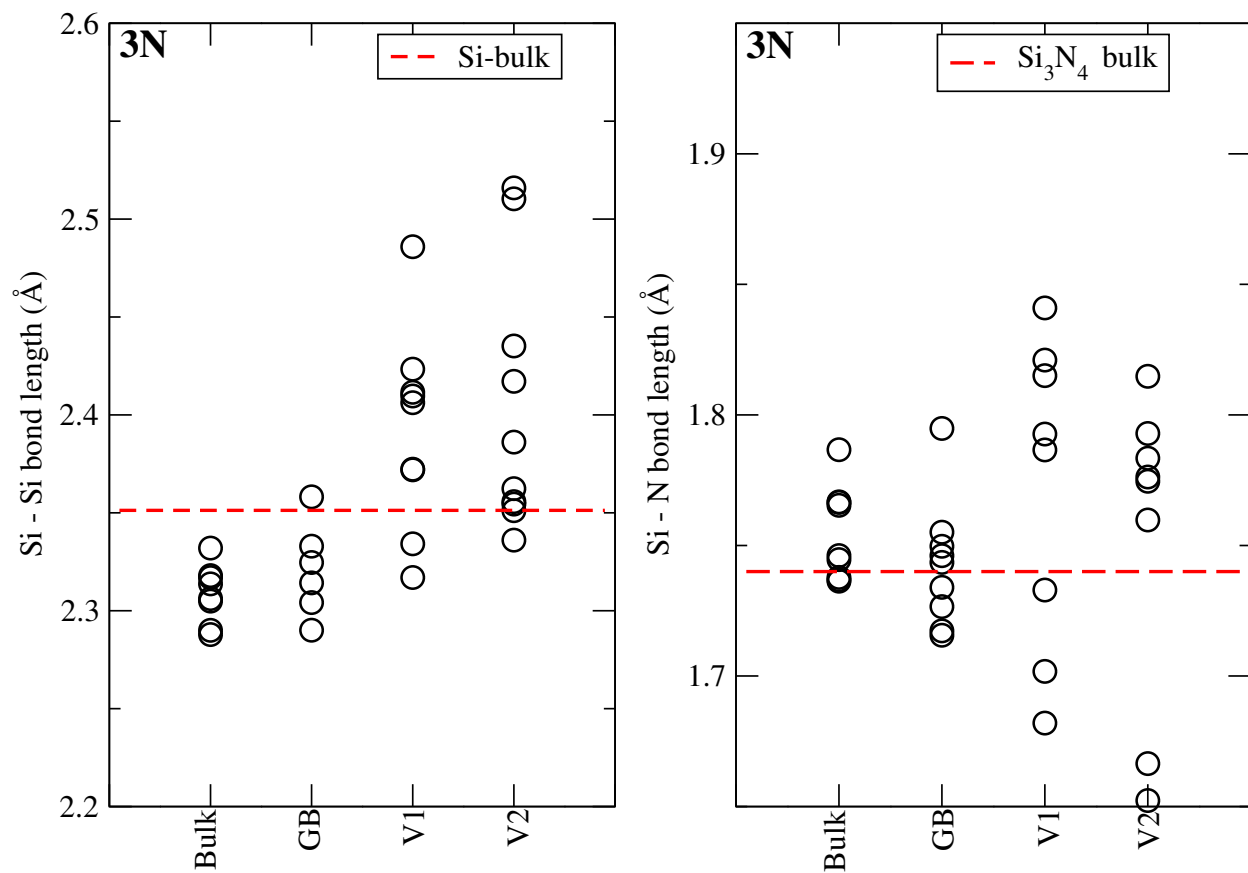 3N
Si-bulk
2.6
2.5
2.4
2.3
2.2
Si - Si bond length (Å)
Bulk
GB
V1
V2
3N
Si₃N₄ bulk
1.9
1.8
1.7
Si - N bond length (Å)
Bulk
GB
V1
V2